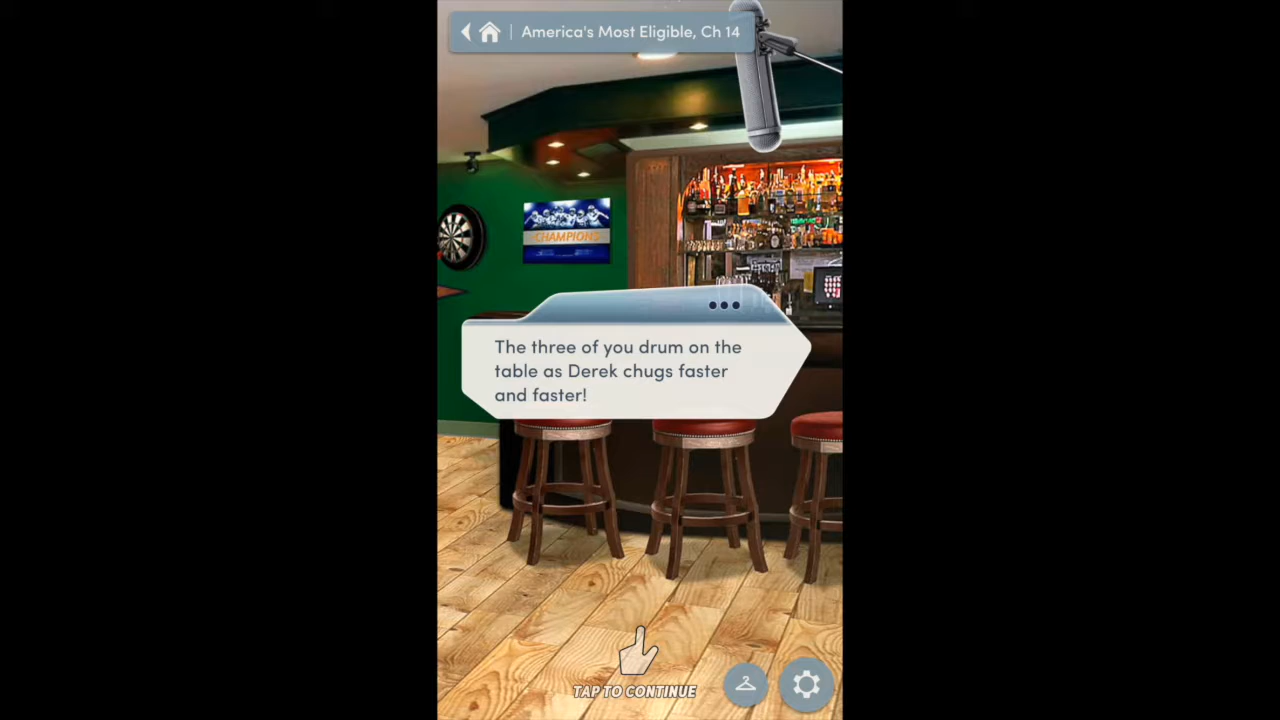 America's Most Eligible, Ch 14
CHAMPIONS
The three of you drum on the
table as Derek chugs faster
and faster!
TAP TO CONTINUE